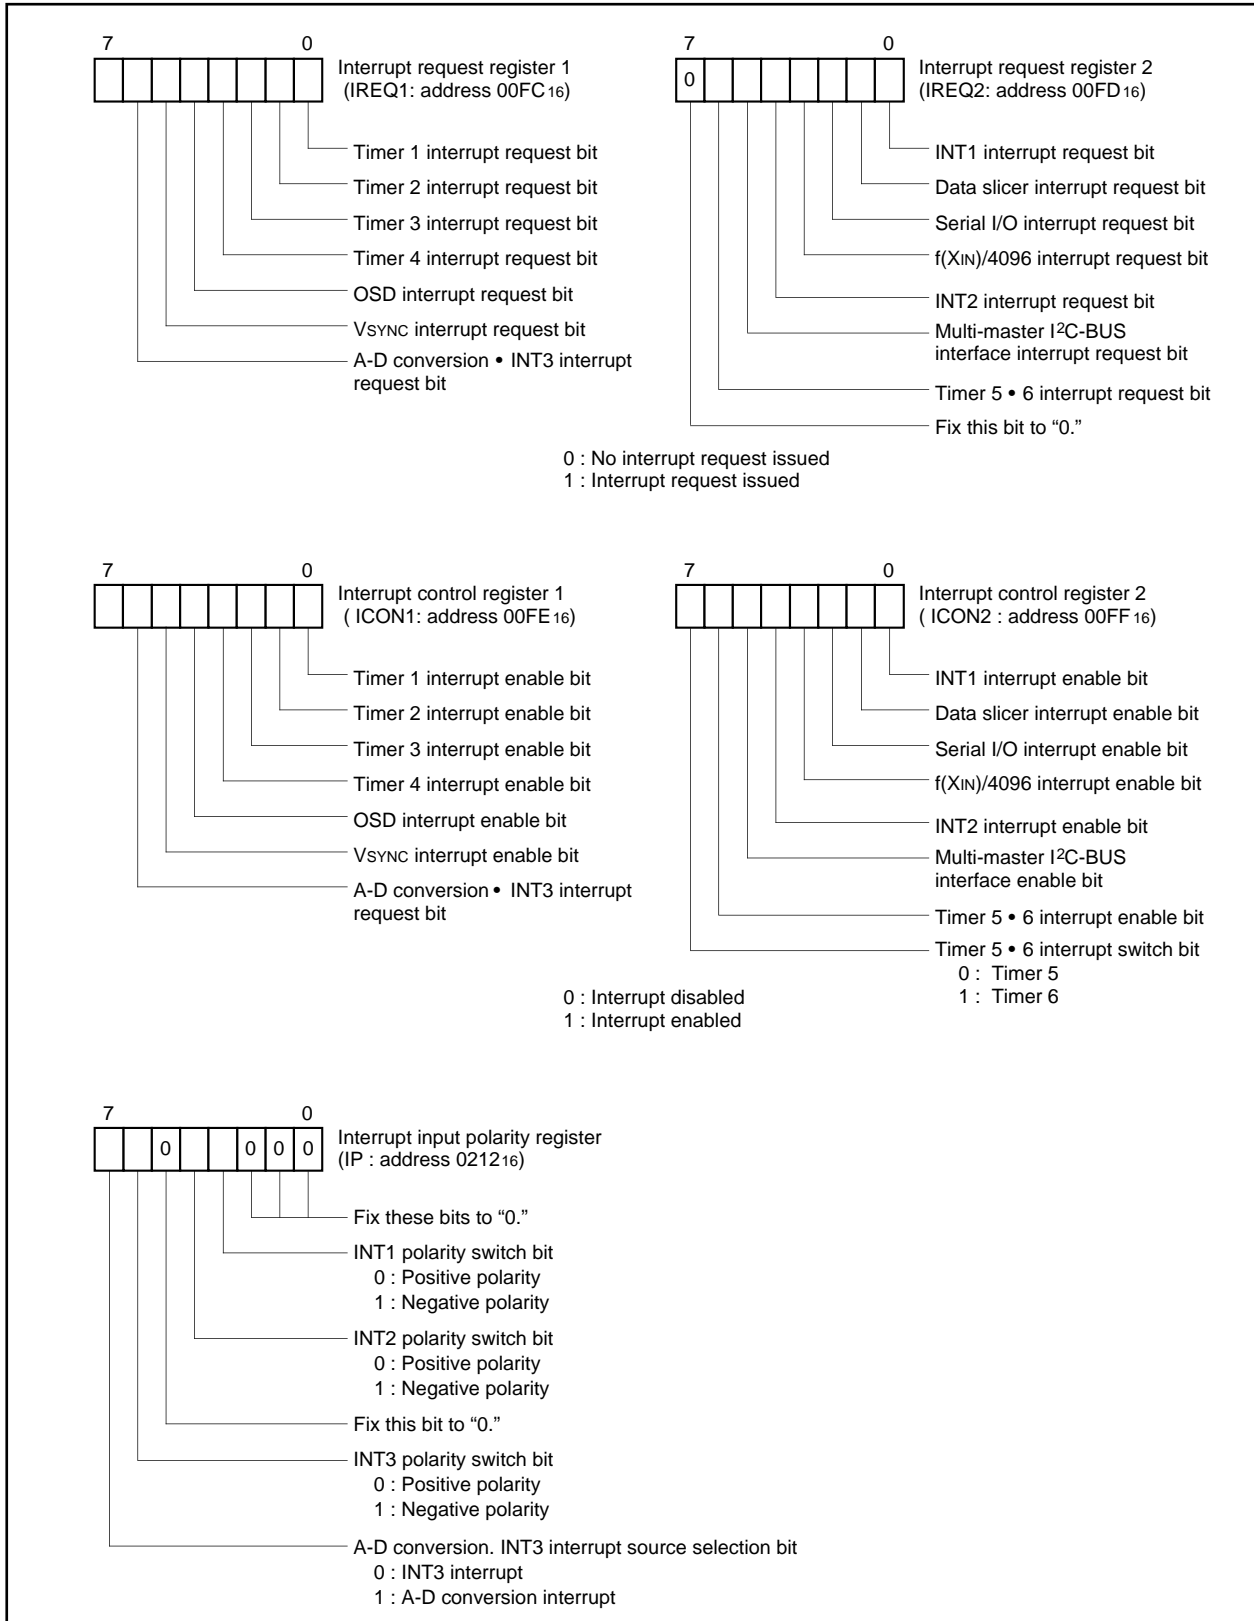 7 0
Interrupt request register 1
(IREQ1: address 00FC16)
Timer 1 interrupt request bit
Timer 2 interrupt request bit
Timer 3 interrupt request bit
Timer 4 interrupt request bit
OSD interrupt request bit
VSYNC interrupt request bit
A-D conversion • INT3 interrupt
request bit
7 0
0
Interrupt request register 2
(IREQ2: address 00FD16)
INT1 interrupt request bit
Data slicer interrupt request bit
Serial I/O interrupt request bit
f(XIN)/4096 interrupt request bit
INT2 interrupt request bit
Multi-master I2C-BUS
interface interrupt request bit
Timer 5 • 6 interrupt request bit
Fix this bit to “0.”
0 : No interrupt request issued
1 : Interrupt request issued
7 0
Interrupt control register 1
( ICON1: address 00FE16)
Timer 1 interrupt enable bit
Timer 2 interrupt enable bit
Timer 3 interrupt enable bit
Timer 4 interrupt enable bit
OSD interrupt enable bit
VSYNC interrupt enable bit
A-D conversion • INT3 interrupt
request bit
7 0
Interrupt control register 2
( ICON2 : address 00FF16)
INT1 interrupt enable bit
Data slicer interrupt enable bit
Serial I/O interrupt enable bit
f(XIN)/4096 interrupt enable bit
INT2 interrupt enable bit
Multi-master I2C-BUS
interface enable bit
Timer 5 • 6 interrupt enable bit
Timer 5 • 6 interrupt switch bit
0 : Timer 5
1 : Timer 6
0 : Interrupt disabled
1 : Interrupt enabled
7 0
0 0 0 0
Interrupt input polarity register
(IP : address 021216)
Fix these bits to “0.”
INT1 polarity switch bit
0 : Positive polarity
1 : Negative polarity
INT2 polarity switch bit
0 : Positive polarity
1 : Negative polarity
Fix this bit to “0.”
INT3 polarity switch bit
0 : Positive polarity
1 : Negative polarity
A-D conversion. INT3 interrupt source selection bit
0 : INT3 interrupt
1 : A-D conversion interrupt